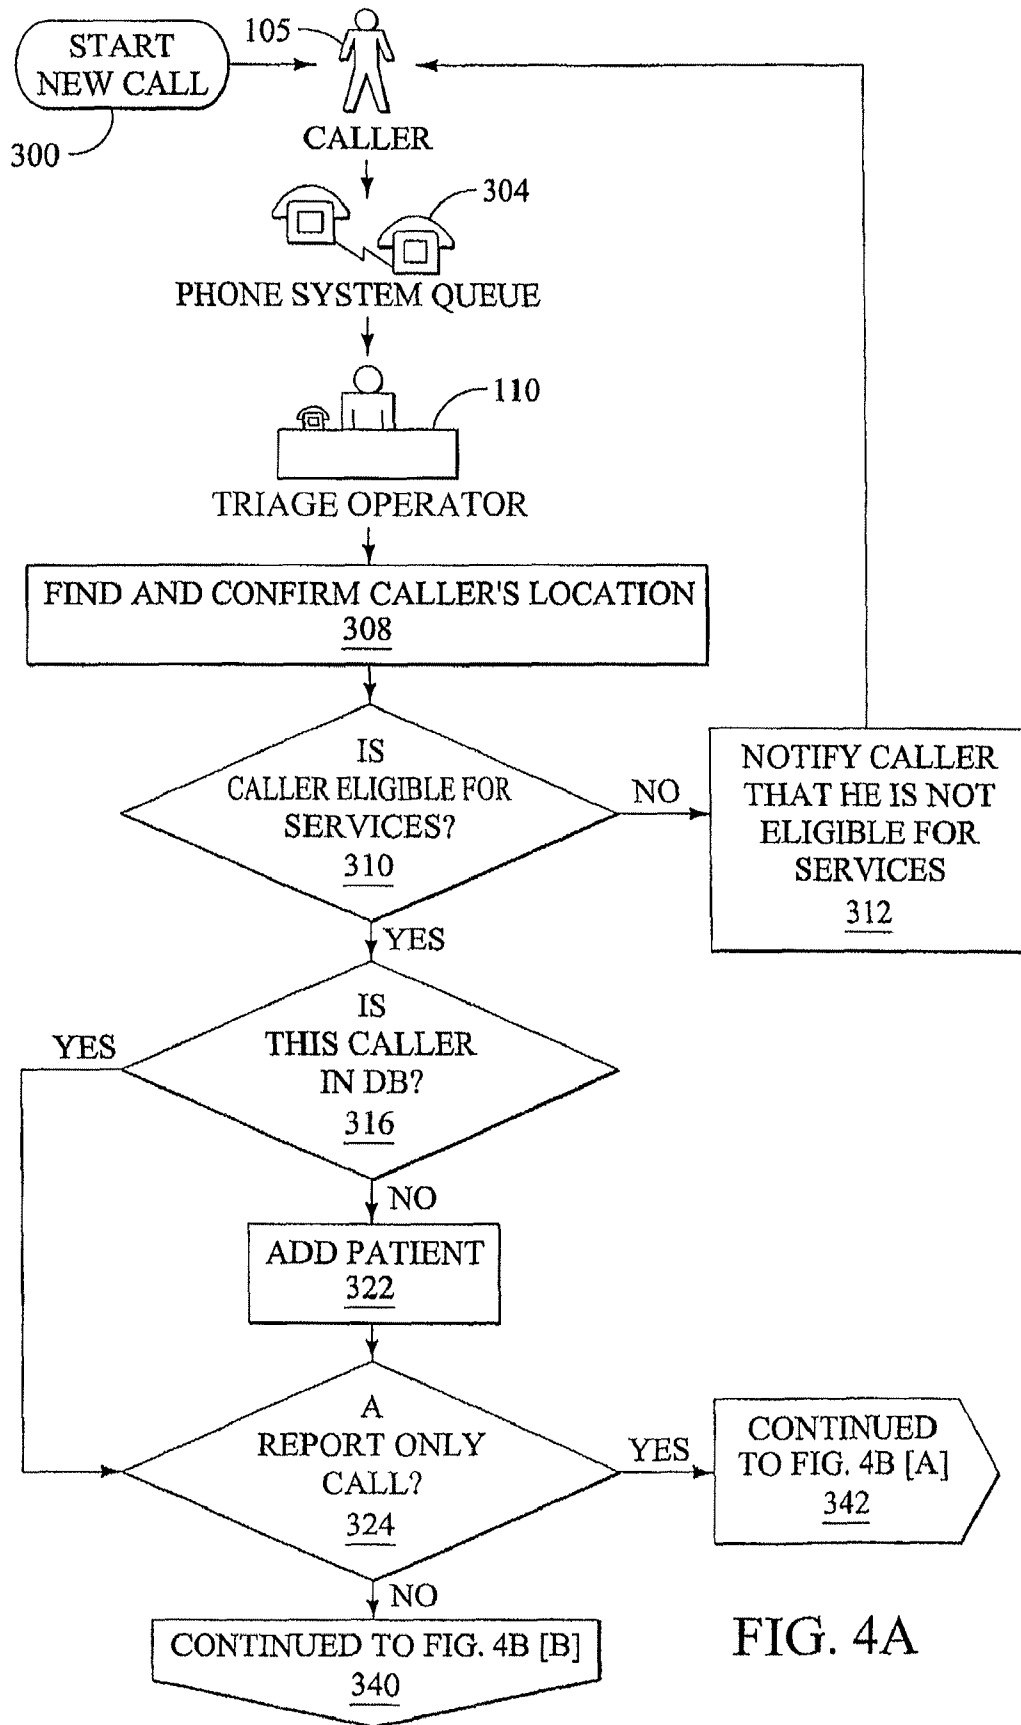 START
NEW CALL
300
105
CALLER
304
PHONE SYSTEM QUEUE
110
TRIAGE OPERATOR
FIND AND CONFIRM CALLER'S LOCATION
308
IS
CALLER ELIGIBLE FOR
SERVICES?
310
NO
NOTIFY CALLER
THAT HE IS NOT
ELIGIBLE FOR
SERVICES
312
YES
IS
THIS CALLER
IN DB?
316
YES
NO
ADD PATIENT
322
A
REPORT ONLY
CALL?
324
YES
CONTINUED
TO FIG. 4B [A]
342
NO
CONTINUED TO FIG. 4B [B]
340
FIG. 4A